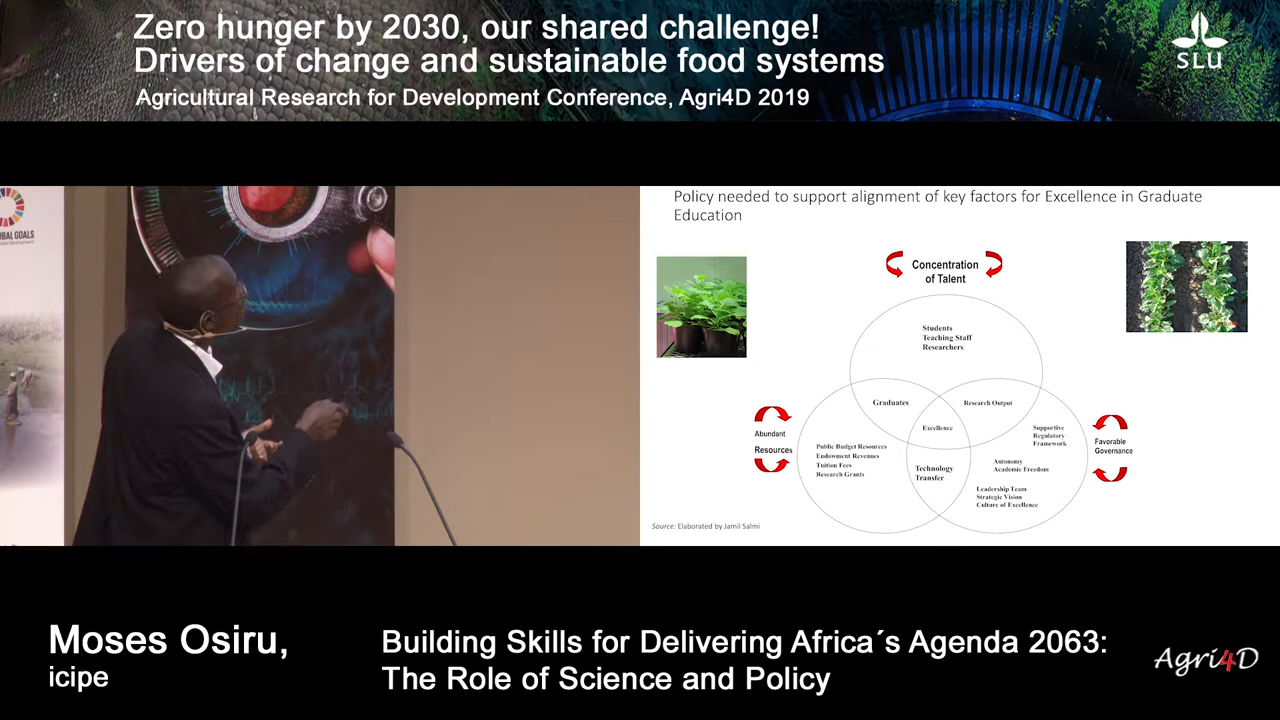 Zero hunger by 2030, our shared challenge!
Drivers of change and sustainable food systems
Agricultural Research for Development Conference, Agri4D 2019
SLU
BAL GOALS
Policy needed to support alignment of key factors for Excellence in Graduate
Education
Concentration
of Talent
Students
Teaching Staff
Researchers
Graduates
Research Output
Excellence
Abundant
Resources
Public Budget Resources
Endowment Revenues
Tuition Fees
Research Grants
Technology
Transfer
Supportive
Regulatory
Framework
Autonomy
Academic Freedom
Leadership Team
Strategic Vision
Culture of Excellence
Favorable
Governance
Source: Elaborated by Jamil Salmi
Moses Osiru,
icipe
Building Skills for Delivering Africa´s Agenda 2063:
The Role of Science and Policy
Agri4D